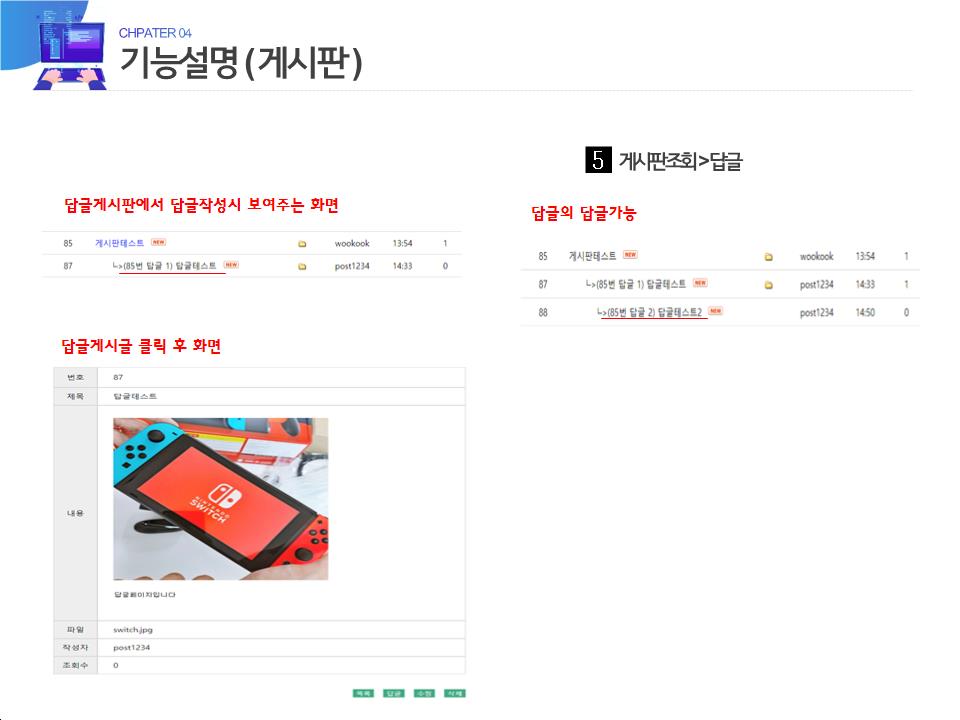 CHPATER 04
기능설명 ( 게시판 )
5 게시판조회 > 답글
답글게시판에서 답글작성시 보여주는 화면
85 게시판테스트 NEW wookook 13:54 1
87 ↳>(85번 답글 1) 답글테스트 NEW post1234 14:33 0
답글의 답글가능
85 게시판테스트 NEW wookook 13:54 1
87 ↳>(85번 답글 1) 답글테스트 NEW post1234 14:33 1
88 ↳>(85번 답글 2) 답글테스트2 NEW post1234 14:50 0
답글게시글 클릭 후 화면
번호 87
제목 답글테스트
내용
NINTENDO
SWITCH
답글페이지입니다
파일 switch.jpg
작성자 post1234
조회수 0
목록 답글 수정 삭제